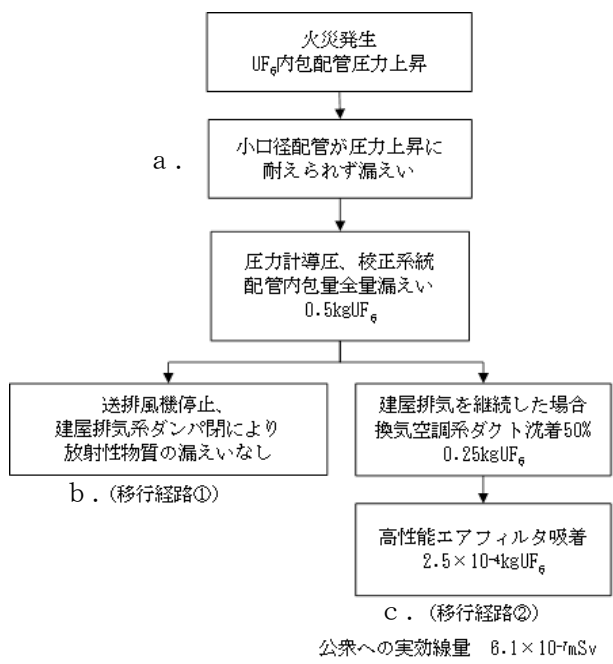 火災発生
UF₆内包配管圧力上昇
a.
小口径配管が圧力上昇に
耐えられず漏えい
圧力計導圧、校正系統
配管内包量全量漏えい
0.5kgUF₆
送排風機停止、
建屋排気系ダンパ閉により
放射性物質の漏えいなし
b.(移行経路①)
建屋排気を継続した場合
換気空調系ダクト沈着50%
0.25kgUF₆
高性能エアフィルタ吸着
2.5×10⁻⁴kgUF₆
c.(移行経路②)
公衆への実効線量 6.1×10⁻⁷mSv